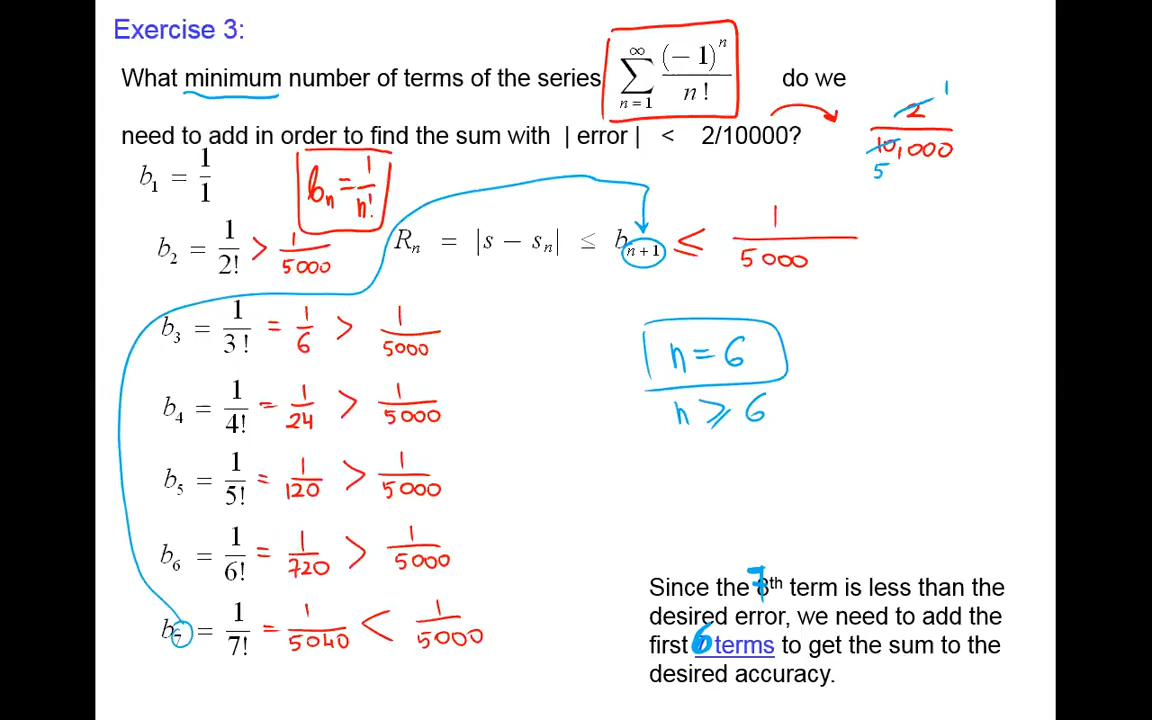 Exercise 3:
What minimum number of terms of the series ∞ ∑ n = 1 (− 1)^n / n ! do we
need to add in order to find the sum with | error | < 2/10000? 2/10,000 1 5
b₁ = 1/1 bₙ = 1/n!
b₂ = 1/2! > 1/5000 Rₙ = |s − sₙ| ≤ bₙ₊₁ ≤ 1/5000
b₃ = 1/3 ! = 1/6 > 1/5000
n = 6
b₄ = 1/4! = 1/24 > 1/5000
n ⩾ 6
b₅ = 1/5! = 1/120 > 1/5000
b₆ = 1/6! = 1/720 > 1/5000
b₇ = 1/7! = 1/5040 < 1/5000
Since the 7th term is less than the
desired error, we need to add the
first 6 terms to get the sum to the
desired accuracy.